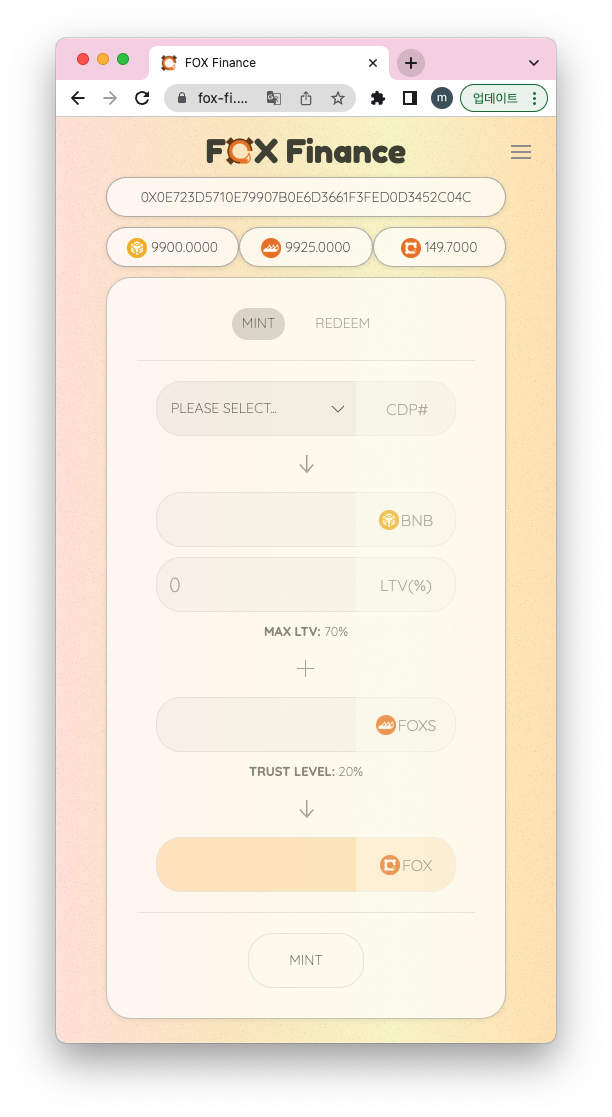 FOX Finance
fox-fi....
m
업데이트
FOX Finance
0X0E723D5710E79907B0E6D3661F3FED0D3452C04C
9900.0000 9925.0000 149.7000
MINT REDEEM
PLEASE SELECT... CDP#
BNB
0 LTV(%)
MAX LTV: 70%
FOXS
TRUST LEVEL: 20%
FOX
MINT